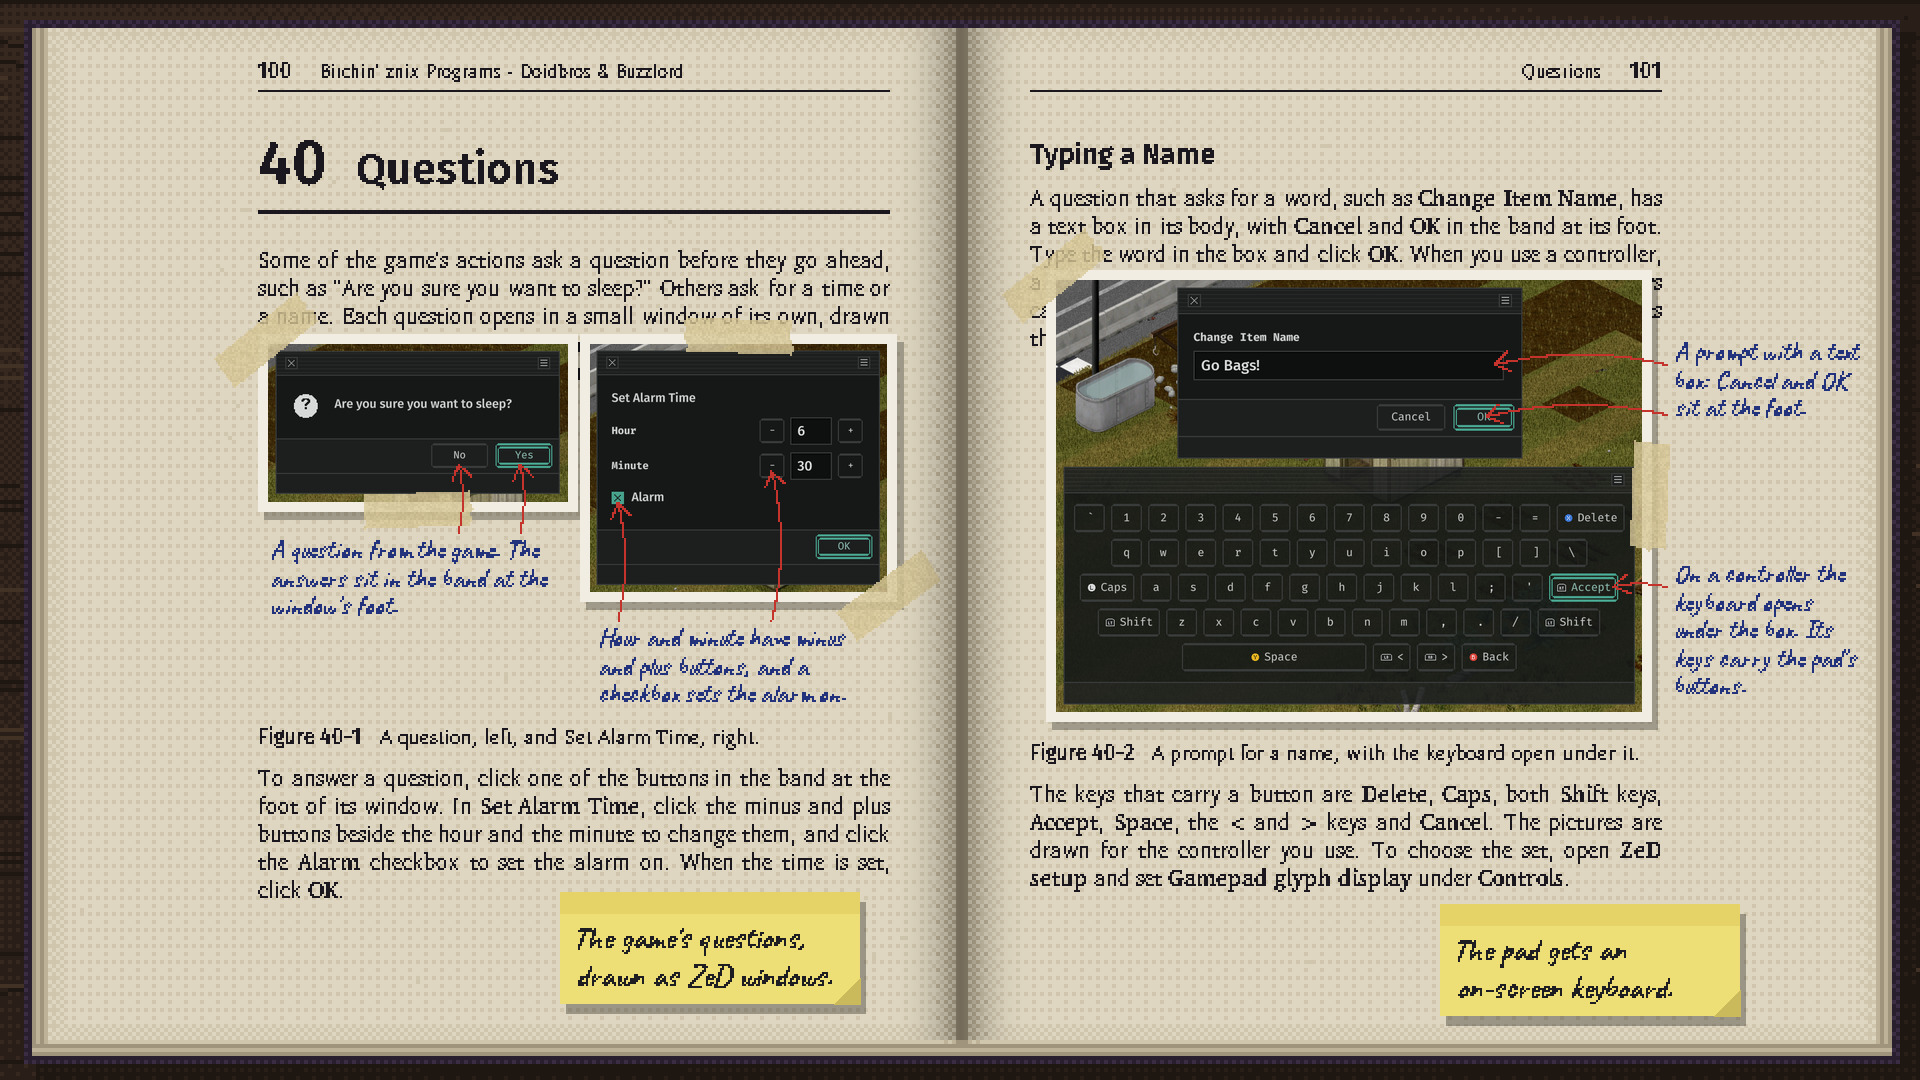 100 Birchin' znix Programs - Doidbros & Buzzlord
40 Questions
Some of the game's actions ask a question before they go ahead,
such as "Are you sure you want to sleep?" Others ask for a time or
a name. Each question opens in a small window of its own, drawn
Are you sure you want to sleep?
No
Yes
A question from the game. The
answers sit in the band at the
window's foot.
Set Alarm Time
Hour - 6 +
Minute - 30 +
Alarm
OK
Hour and minute have minus
and plus buttons, and a
checkbox sets the alarm on.
Figure 40-1 A question, left, and Set Alarm Time, right.
To answer a question, click one of the buttons in the band at the
foot of its window. In Set Alarm Time, click the minus and plus
buttons beside the hour and the minute to change them, and click
the Alarm checkbox to set the alarm on. When the time is set,
click OK.
The game's questions,
drawn as ZeD windows.
Questions 101
Typing a Name
A question that asks for a word, such as Change Item Name, has
a text box in its body, with Cancel and OK in the band at its foot.
Type the word in the box and click OK. When you use a controller,
Change Item Name
Go Bags!
Cancel
OK
A prompt with a text
box: Cancel and OK
sit at the foot.
` 1 2 3 4 5 6 7 8 9 0 - = X Delete
q w e r t y u i o p [ ] \
L Caps a s d f g h j k l ; ' Accept
Shift z x c v b n m , . / Shift
Y Space < > B Back
On a controller the
keyboard opens
under the box. Its
keys carry the pad's
buttons.
Figure 40-2 A prompt for a name, with the keyboard open under it.
The keys that carry a button are Delete, Caps, both Shift keys,
Accept, Space, the < and > keys and Cancel. The pictures are
drawn for the controller you use. To choose the set, open ZeD
setup and set Gamepad glyph display under Controls.
The pad gets an
on-screen keyboard.